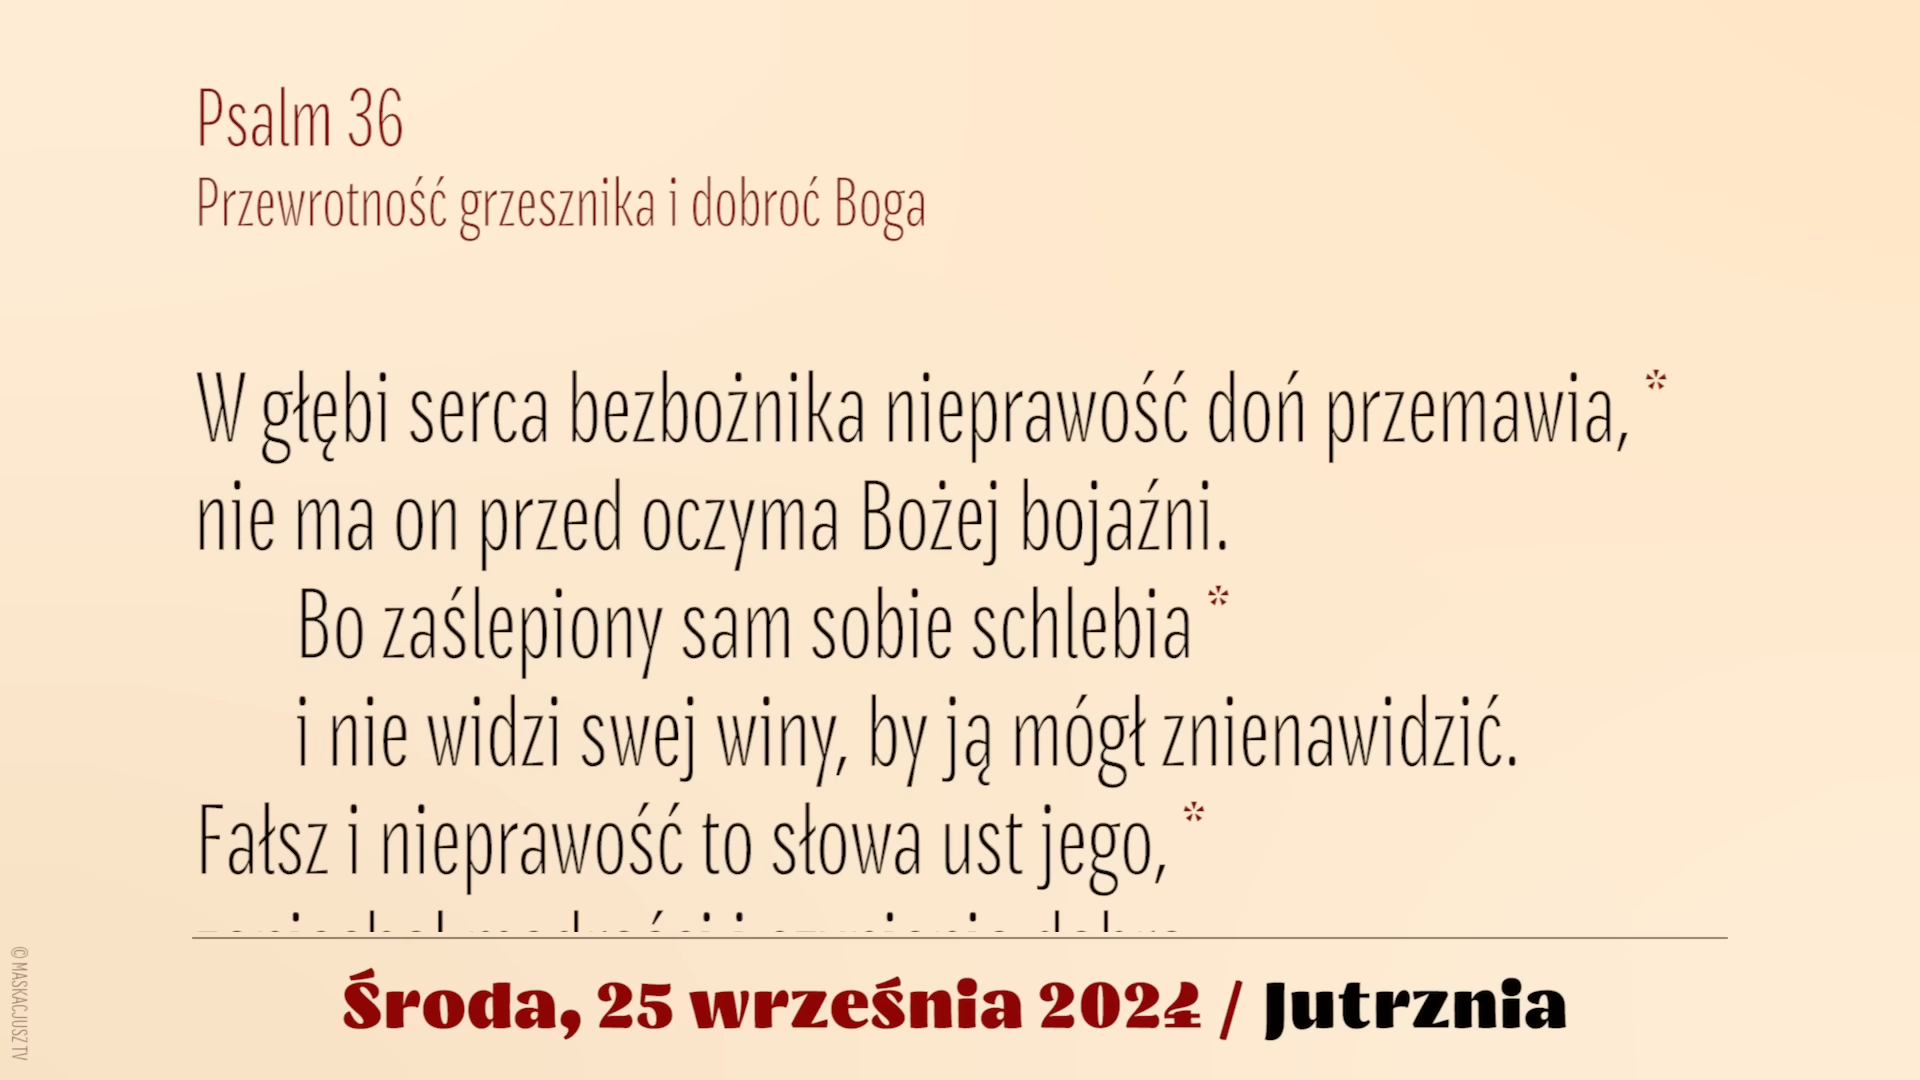 Psalm 36
Przewrotność grzesznika i dobroć Boga
W głębi serca bezbożnika nieprawość doń przemawia, *
nie ma on przed oczyma Bożej bojaźni.
Bo zaślepiony sam sobie schlebia *
i nie widzi swej winy, by ją mógł znienawidzić.
Fałsz i nieprawość to słowa ust jego, *
Środa, 25 września 2024 / Jutrznia
© MASKACJUSZ TV